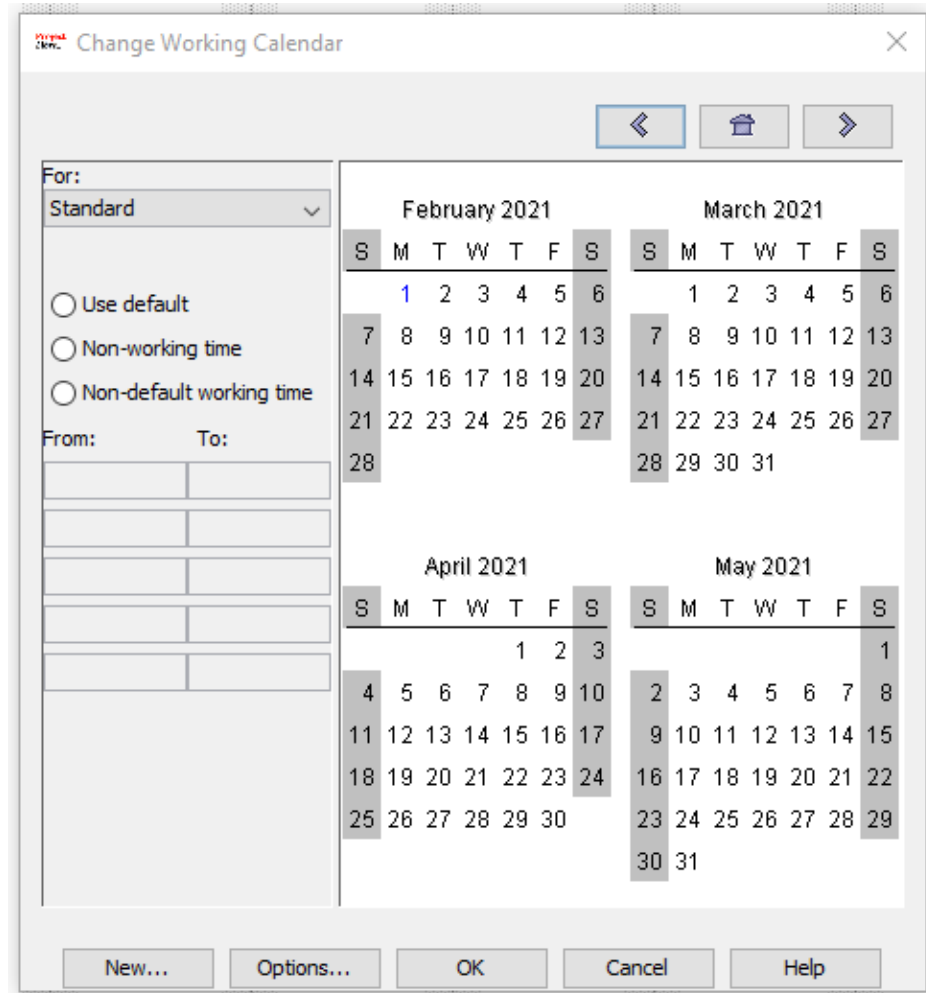 Change Working Calendar
For:
Standard
Use default
Non-working time
Non-default working time
From: To:
February 2021
S M T W T F S
1 2 3 4 5 6
7 8 9 10 11 12 13
14 15 16 17 18 19 20
21 22 23 24 25 26 27
28
March 2021
S M T W T F S
1 2 3 4 5 6
7 8 9 10 11 12 13
14 15 16 17 18 19 20
21 22 23 24 25 26 27
28 29 30 31
April 2021
S M T W T F S
1 2 3
4 5 6 7 8 9 10
11 12 13 14 15 16 17
18 19 20 21 22 23 24
25 26 27 28 29 30
May 2021
S M T W T F S
1
2 3 4 5 6 7 8
9 10 11 12 13 14 15
16 17 18 19 20 21 22
23 24 25 26 27 28 29
30 31
New... Options... OK Cancel Help